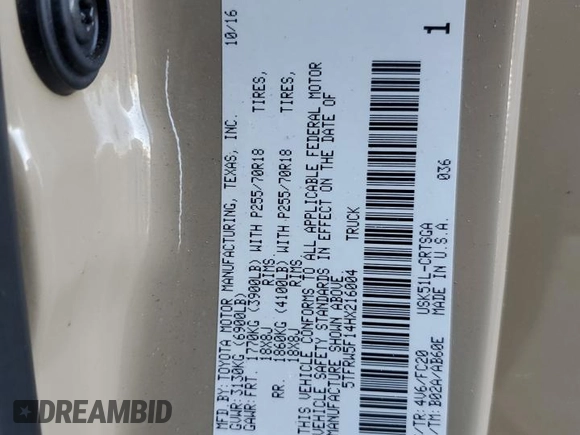 MFD.BY:TOYOTA MOTOR MANUFACTURING, TEXAS, INC. 10/16
GVWR:3130KG (6900LB)
GAWR:FRT. 1770KG (3900LB) WITH P255/70R18 TIRES,
18X8J RIMS,
RR. 1860KG (4100LB) WITH P255/70R18 TIRES,
18X8J RIMS
THIS VEHICLE CONFORMS TO ALL APPLICABLE FEDERAL MOTOR
VEHICLE SAFETY STANDARDS IN EFFECT ON THE DATE OF
MANUFACTURE SHOWN ABOVE.
5TFRW5F14HX216004 TRUCK
/TR: 4V6/FC20 USK51L-CRTSGA 036
/TM: B02A/AB60E MADE IN U.S.A.
1
DREAMBID